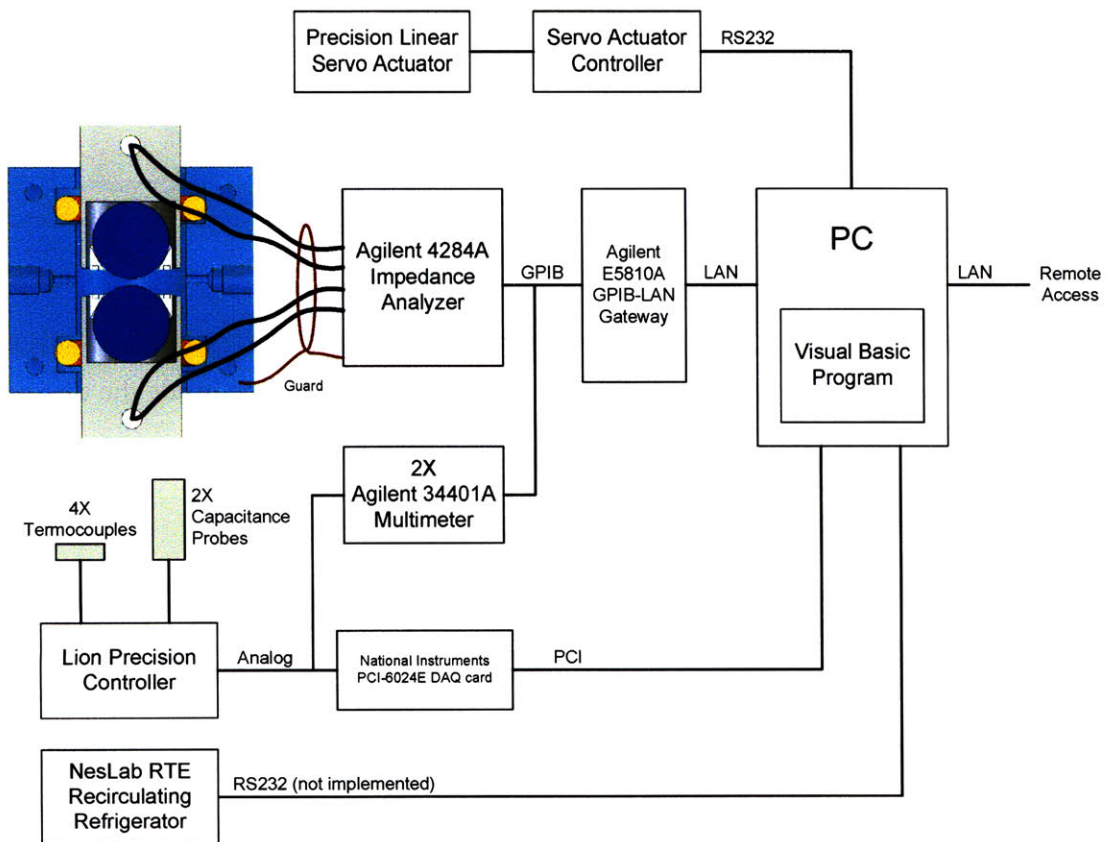 Precision Linear
Servo Actuator
Servo Actuator
Controller
RS232
Agilent 4284A
Impedance
Analyzer
GPIB
Agilent
E5810A
GPIB-LAN
Gateway
LAN
PC
Visual Basic
Program
LAN
Remote
Access
Guard
2X
Agilent 34401A
Multimeter
4X
Termocouples
2X
Capacitance
Probes
Lion Precision
Controller
Analog
National Instruments
PCI-6024E DAQ card
PCI
NesLab RTE
Recirculating
Refrigerator
RS232 (not implemented)